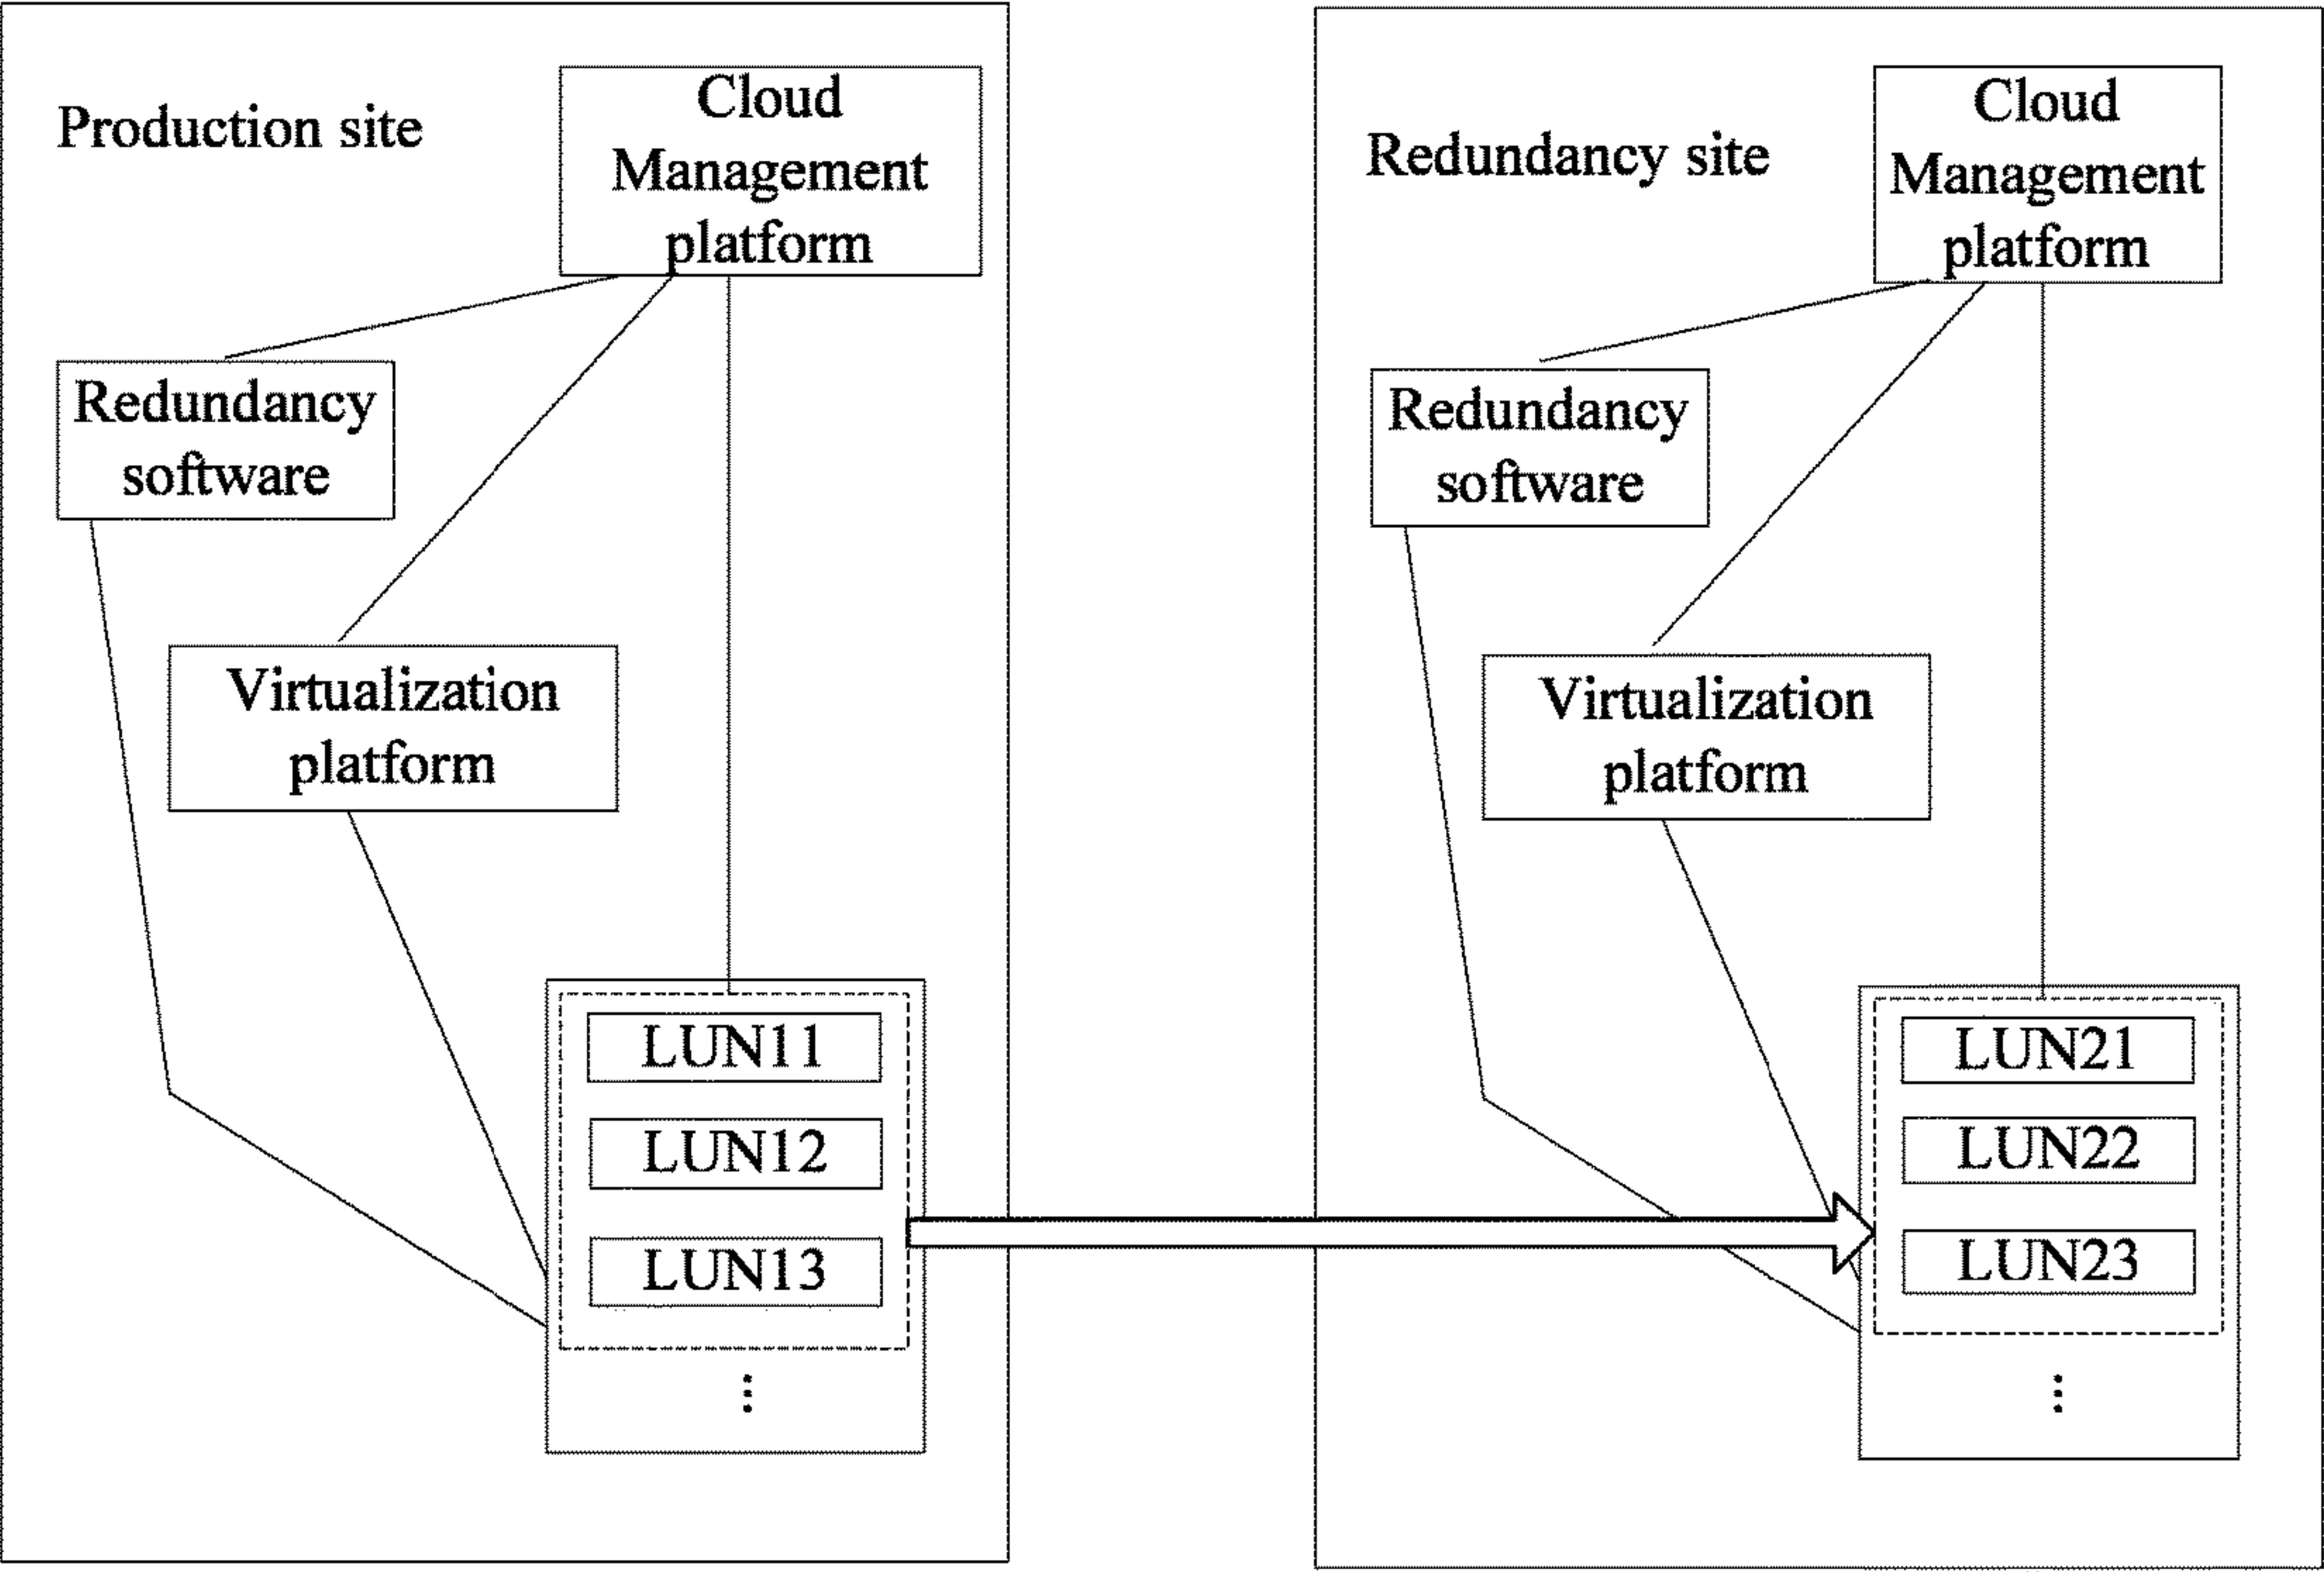 Production site
Cloud
Management
platform
Redundancy
software
Virtualization
platform
LUN11
LUN12
LUN13
...
Redundancy site
Cloud
Management
platform
Redundancy
software
Virtualization
platform
LUN21
LUN22
LUN23
...